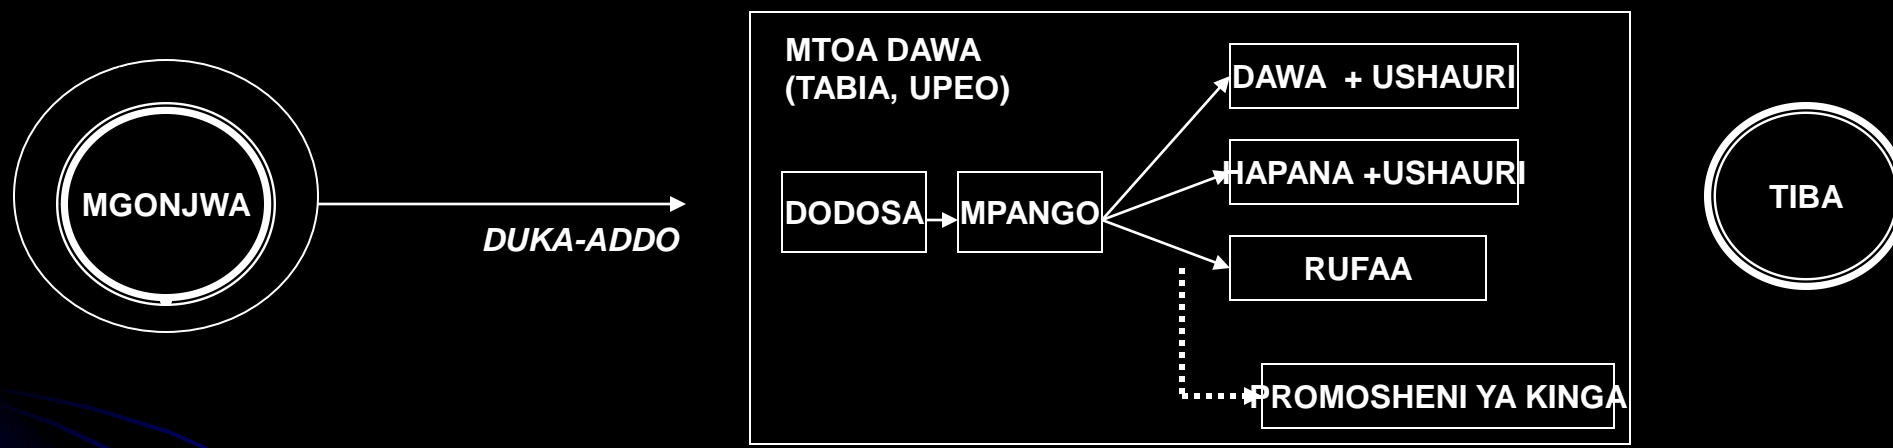 MGONJWA
DUKA-ADDO
MTOA DAWA
(TABIA, UPEO)
DODOSA
MPANGO
DAWA + USHAURI
HAPANA +USHAURI
RUFAA
PROMOSHENI YA KINGA
TIBA